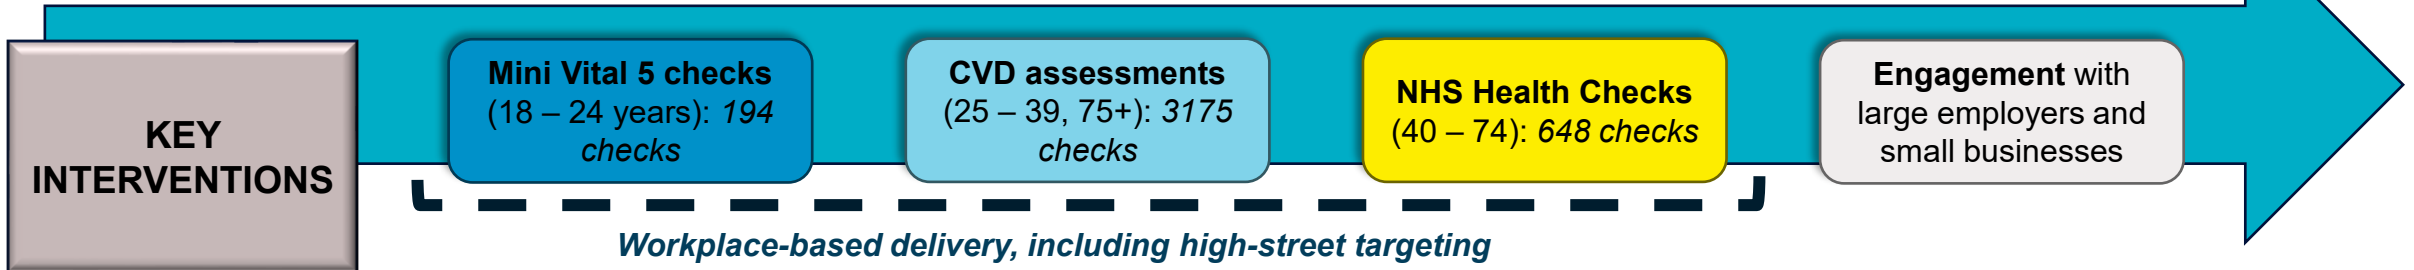 KEY
INTERVENTIONS
Mini Vital 5 checks
(18 – 24 years): 194
checks
CVD assessments
(25 – 39, 75+): 3175
checks
NHS Health Checks
(40 – 74): 648 checks
Engagement with
large employers and
small businesses
Workplace-based delivery, including high-street targeting